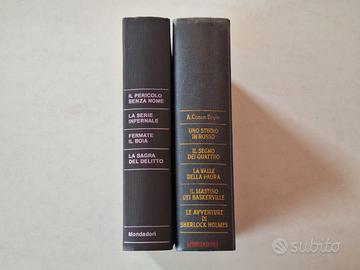 IL PERICOLO
SENZA NOME
LA SERIE
INFERNALE
FERMATE
IL BOIA
LA SAGRA
DEL DELITTO
Mondadori
A. Conan Doyle
UNO STUDIO
IN ROSSO
IL SEGNO
DEI QUATTRO
LA VALLE
DELLA PAURA
IL MASTINO
DEI BASKERVILLE
LE AVVENTURE DI
SHERLOCK HOLMES
MONDADORI
subito